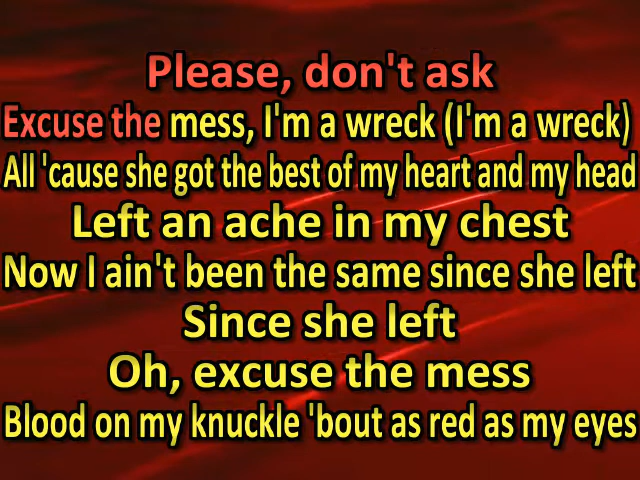 Please, don't ask
Excuse the mess, I'm a wreck (I'm a wreck)
All 'cause she got the best of my heart and my head
Left an ache in my chest
Now I ain't been the same since she left
Since she left
Oh, excuse the mess
Blood on my knuckle 'bout as red as my eyes